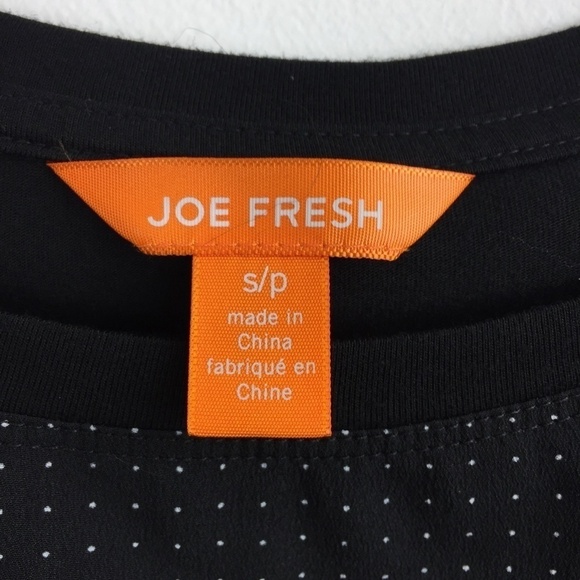 JOE FRESH
s/p
made in
China
fabriqué en
Chine